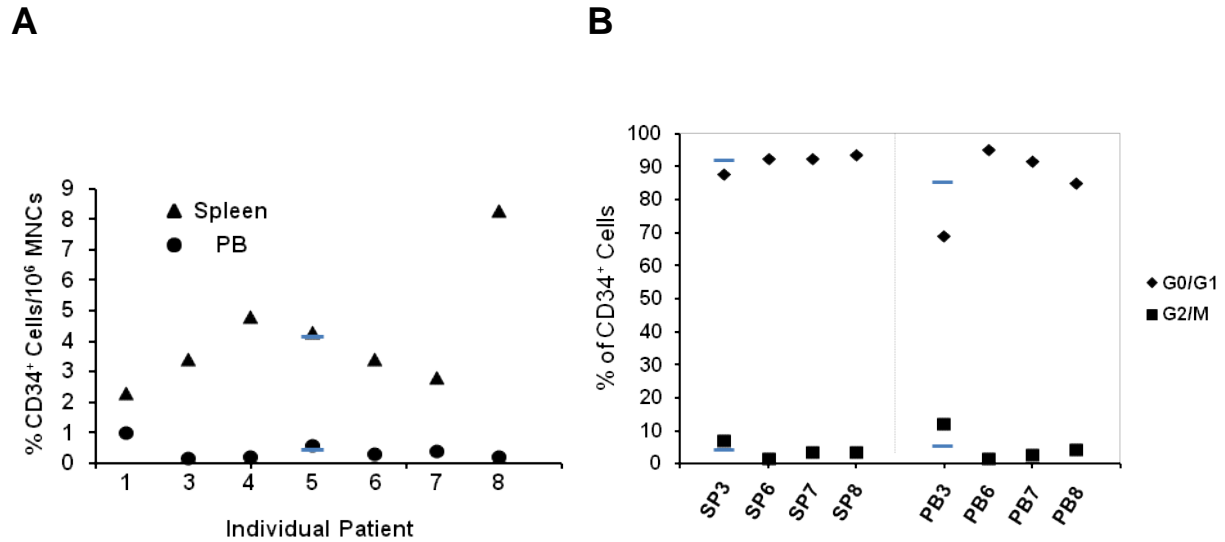 A
% CD34⁺ Cells/10⁶ MNCs
9
8
7
6
5
4
3
2
1
0
Spleen
PB
1 3 4 5 6 7 8
Individual Patient
B
% of CD34⁺ Cells
100
90
80
70
60
50
40
30
20
10
0
SP3 SP6 SP7 SP8 PB3 PB6 PB7 PB8
G0/G1
G2/M